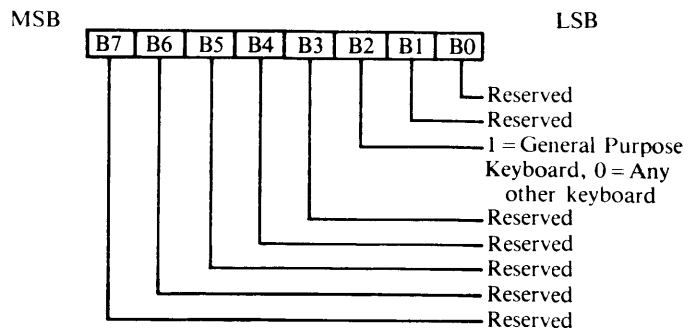 MSB LSB
B7 B6 B5 B4 B3 B2 B1 B0
Reserved
Reserved
1 = General Purpose
Keyboard, 0 = Any
other keyboard
Reserved
Reserved
Reserved
Reserved
Reserved